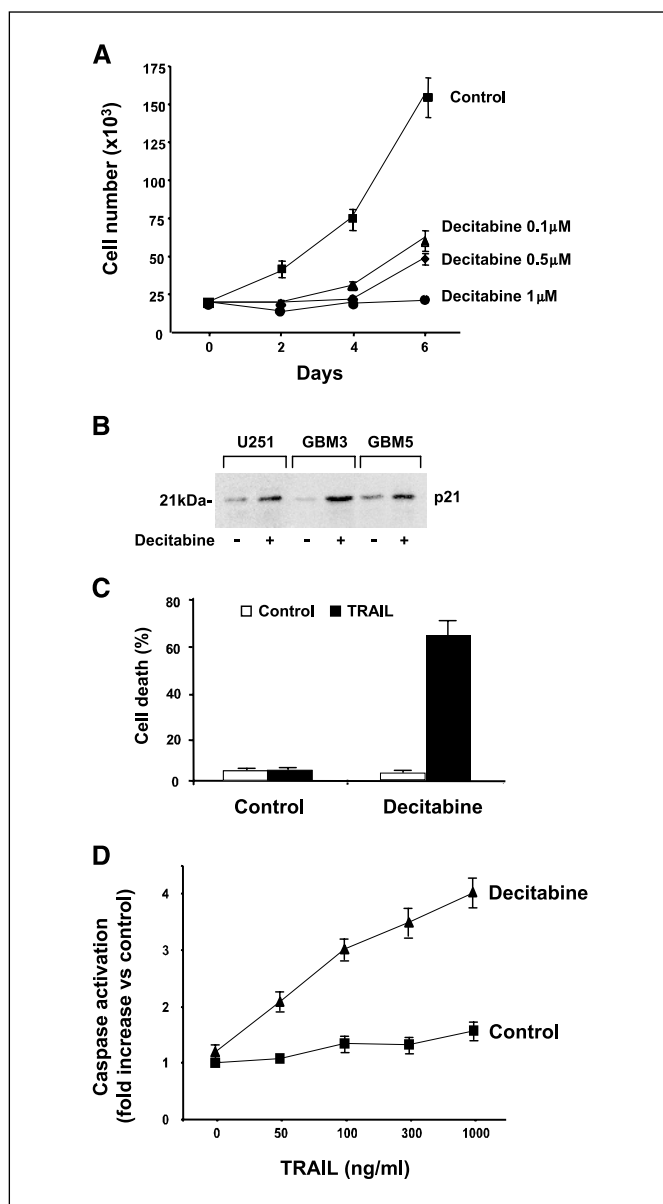 A
Cell number (x10³)
175
150
125
100
75
50
25
0
0 2 4 6
Days
Control
Decitabine 0.1μM
Decitabine 0.5μM
Decitabine 1μM
B
U251 GBM3 GBM5
21kDa- p21
Decitabine - + - + - +
C
Cell death (%)
80
60
40
20
0
Control TRAIL
Control Decitabine
D
Caspase activation
(fold increase vs control)
4
3
2
1
0
Decitabine
Control
0 50 100 300 1000
TRAIL (ng/ml)